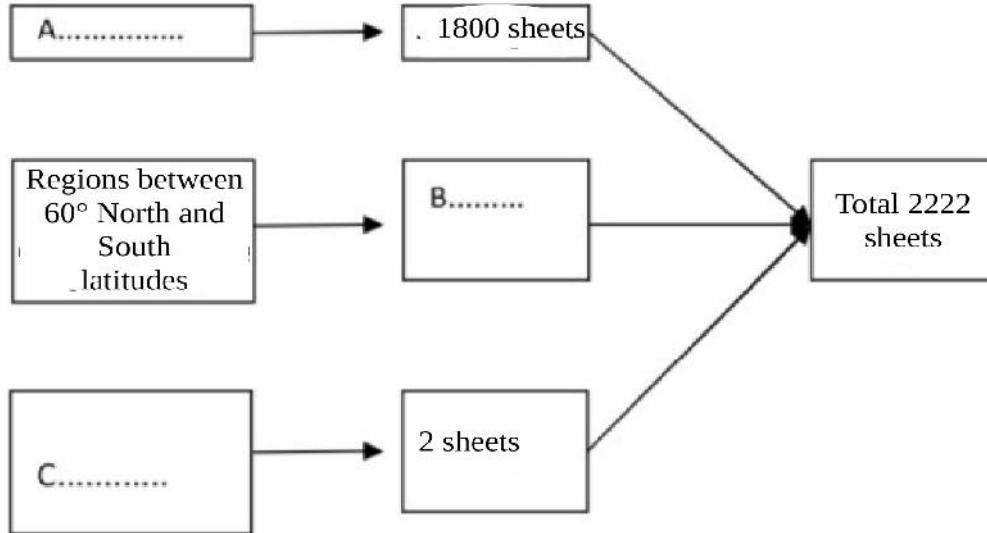 A...............
1800 sheets
Regions between
60° North and
South
latitudes
B.........
Total 2222
sheets
C............
2 sheets